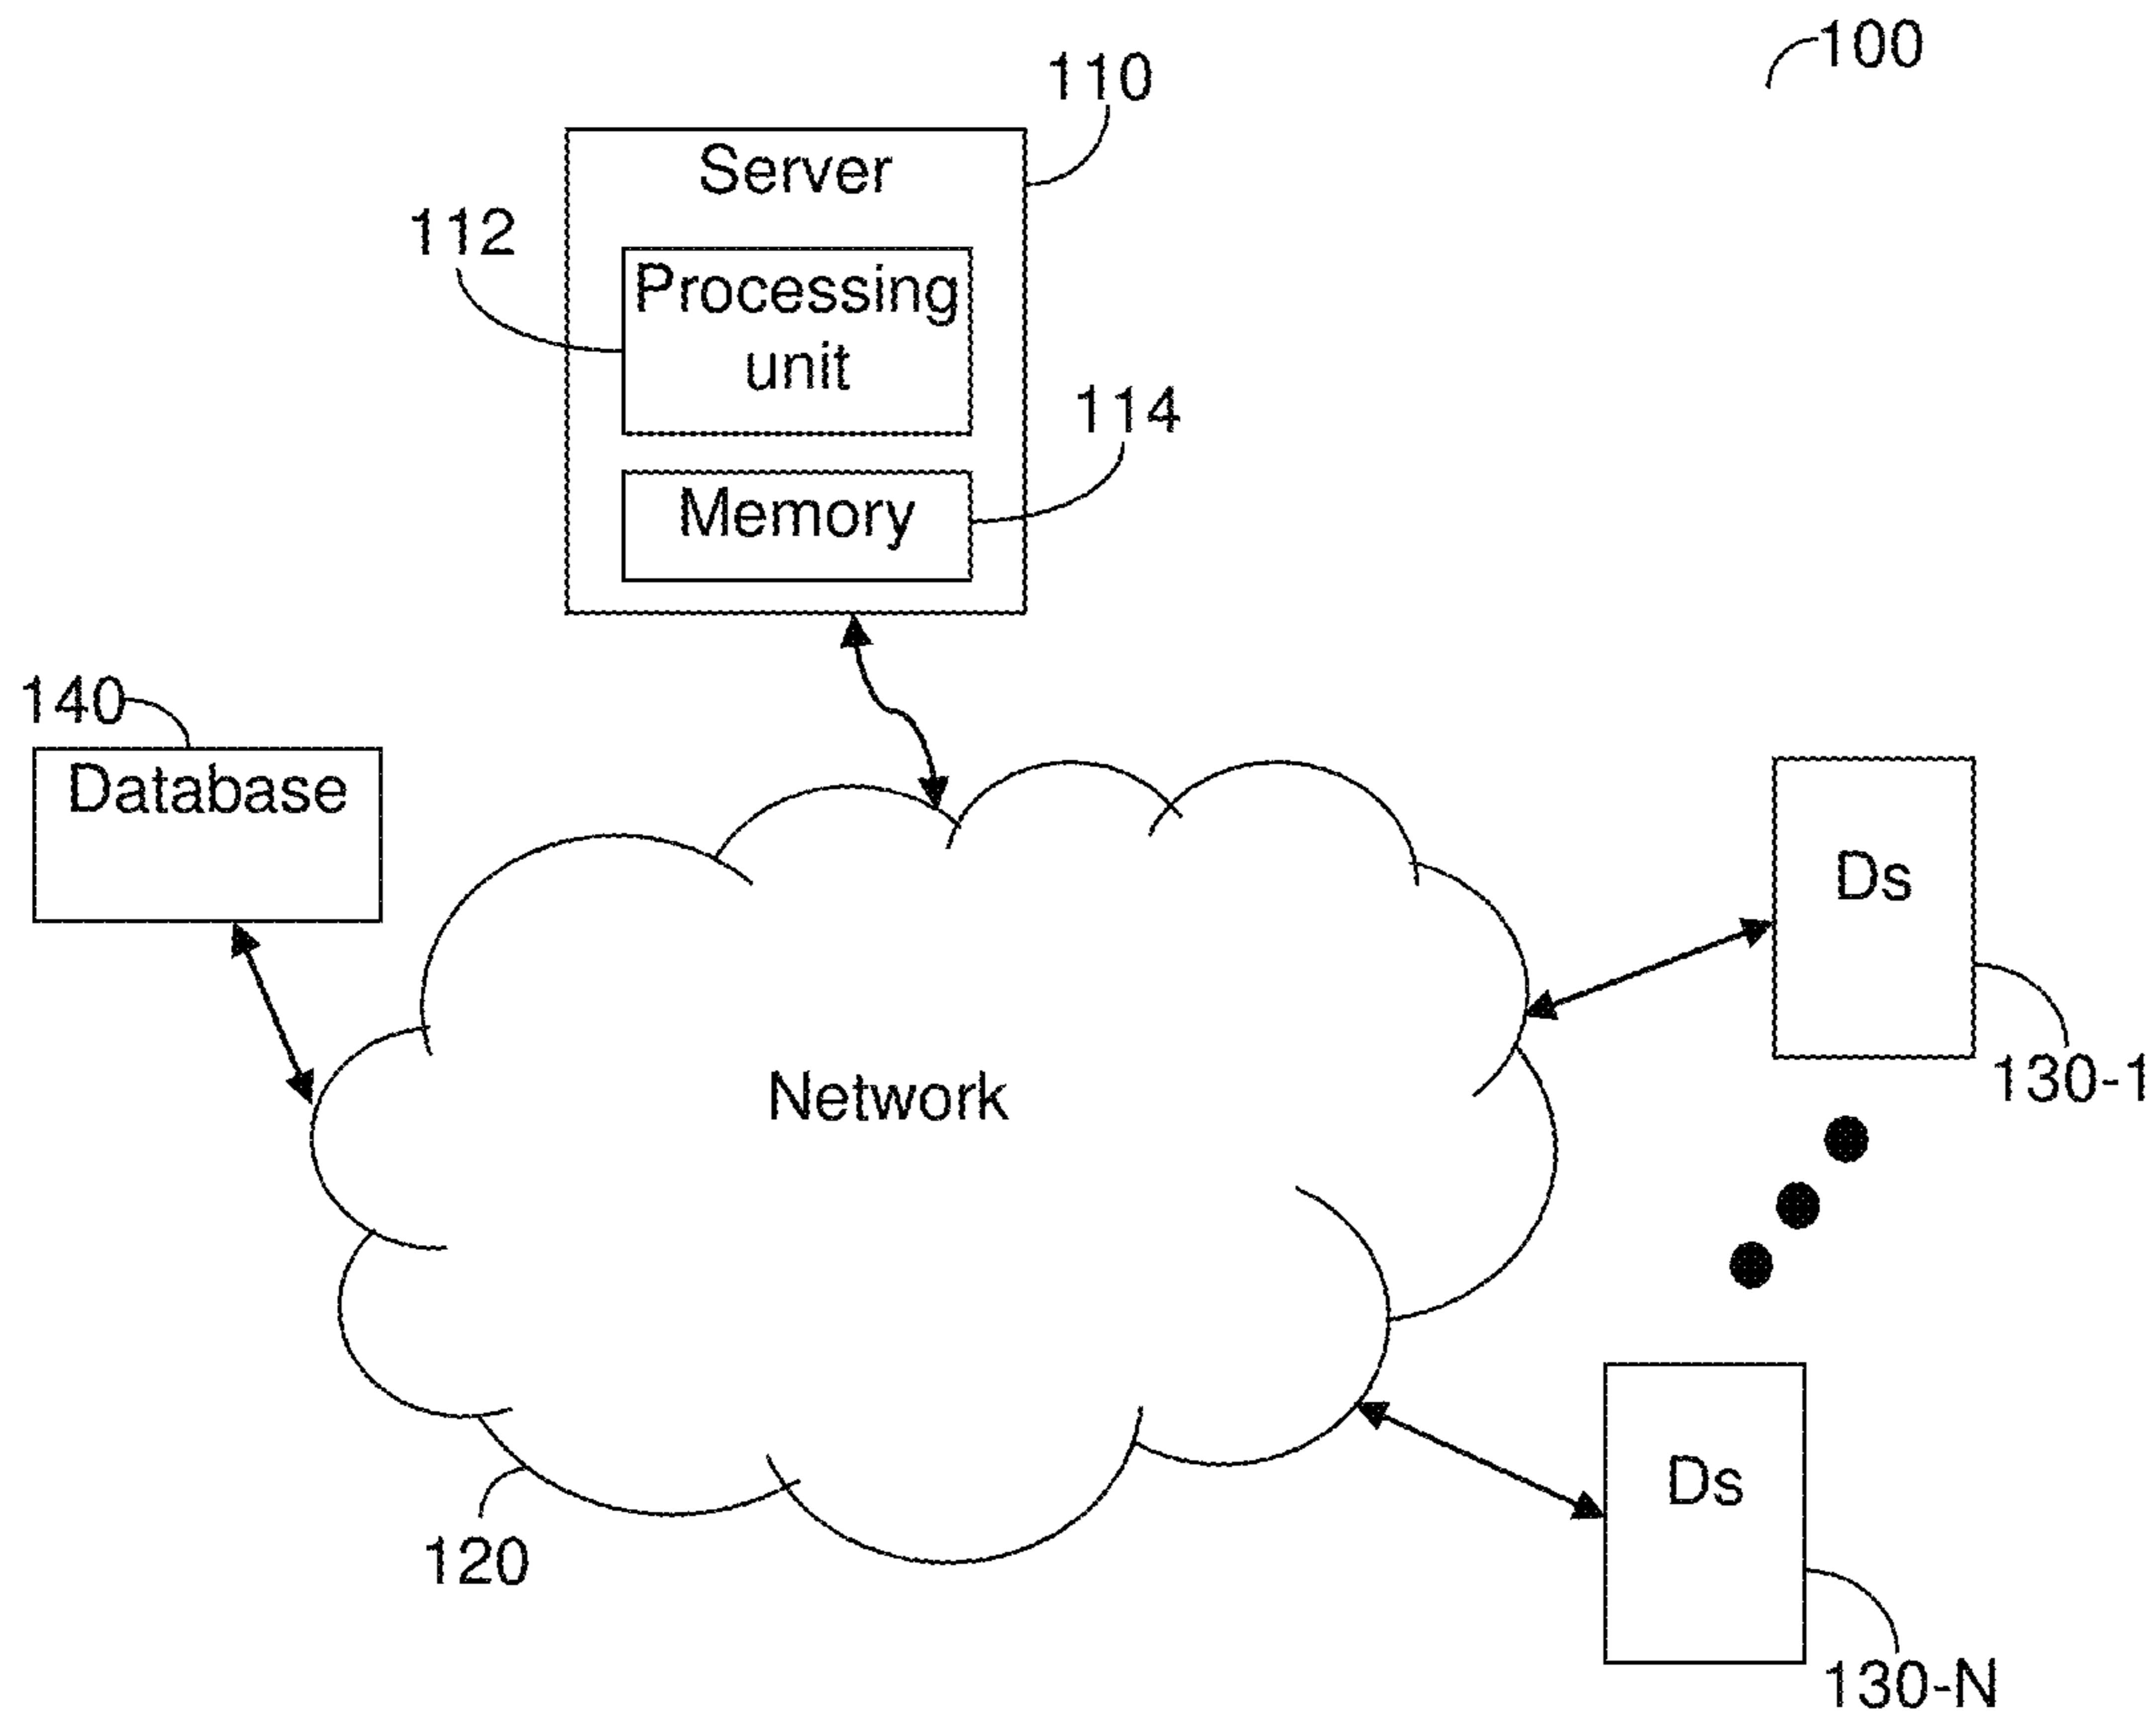 100
110
Server
112
Processing
unit
114
Memory
140
Database
Ds
Network
130-1
Ds
120
130-N